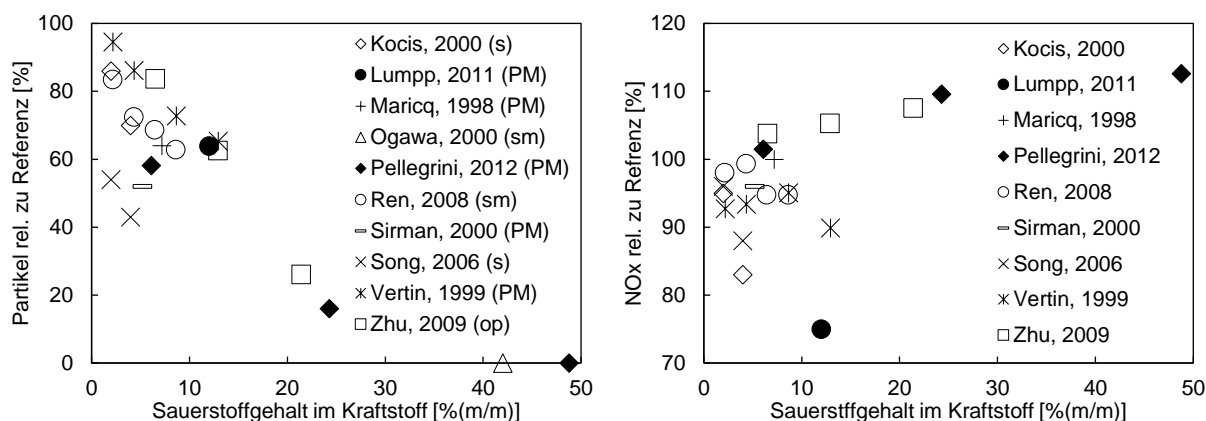 Partikel rel. zu Referenz [%]
100
80
60
40
20
0
0 10 20 30 40 50
Sauerstoffgehalt im Kraftstoff [%(m/m)]
Kocis, 2000 (s)
Lumpp, 2011 (PM)
Maricq, 1998 (PM)
Ogawa, 2000 (sm)
Pellegrini, 2012 (PM)
Ren, 2008 (sm)
Sirman, 2000 (PM)
Song, 2006 (s)
Vertin, 1999 (PM)
Zhu, 2009 (op)
NOx rel. zu Refrenz [%]
120
110
100
90
80
70
0 10 20 30 40 50
Sauerstffgehalt im Kraftstoff [%(m/m)]
Kocis, 2000
Lumpp, 2011
Maricq, 1998
Pellegrini, 2012
Ren, 2008
Sirman, 2000
Song, 2006
Vertin, 1999
Zhu, 2009